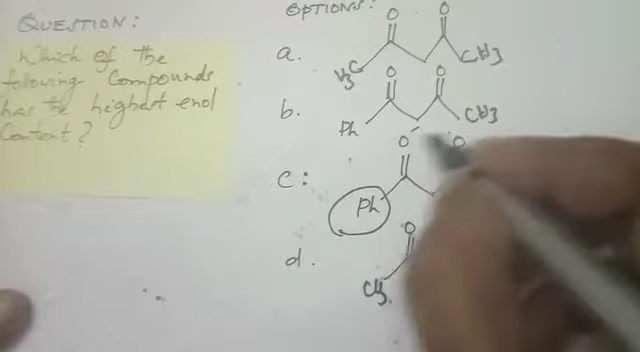 QUESTION:
Which of the
following Compounds
has the highest enol
Content?
OPTIONS:
a.
O O
H3C CH3
b.
O O
Ph CH3
c:
O O
Ph
d.
O
CH3